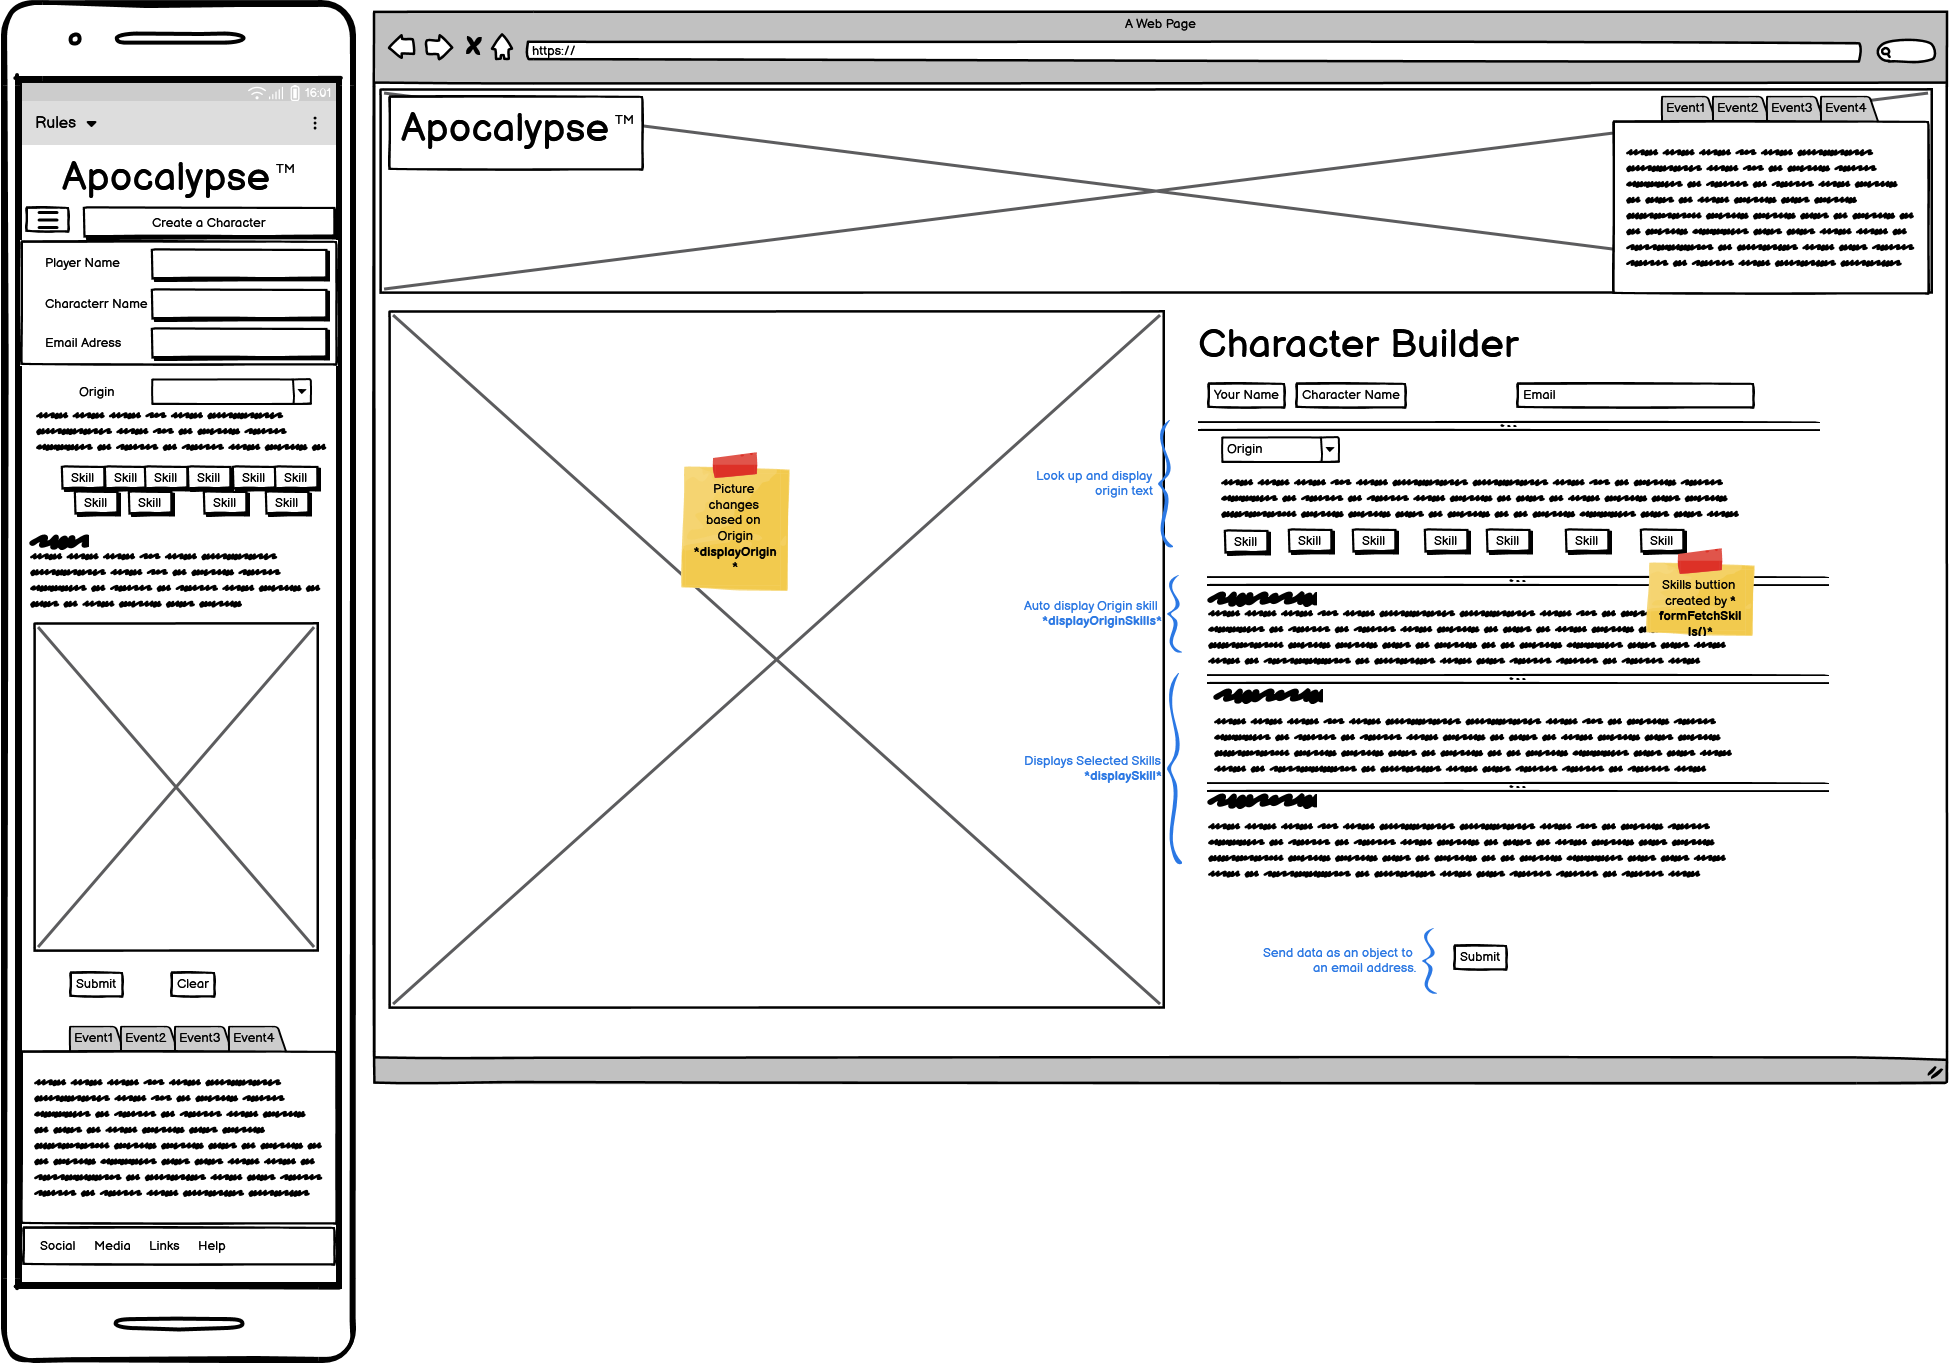 16:01
Rules
Apocalypse ™
Create a Character
Player Name
Characterr Name
Email Adress
Origin
Skill Skill Skill Skill Skill Skill
Skill Skill Skill Skill
Submit Clear
Event1 Event2 Event3 Event4
Social Media Links Help
A Web Page
https://
Apocalypse ™
Event1 Event2 Event3 Event4
Picture
changes
based on
Origin
*displayOrigin
*
Character Builder
Your Name Character Name Email
Origin
Look up and display
origin text
Skill Skill Skill Skill Skill Skill Skill
Skills buttion
created by *
formFetchSkil
ls()*
Auto display Origin skill
*displayOriginSkills*
Displays Selected Skills
*displaySkill*
Send data as an object to
an email address.
Submit